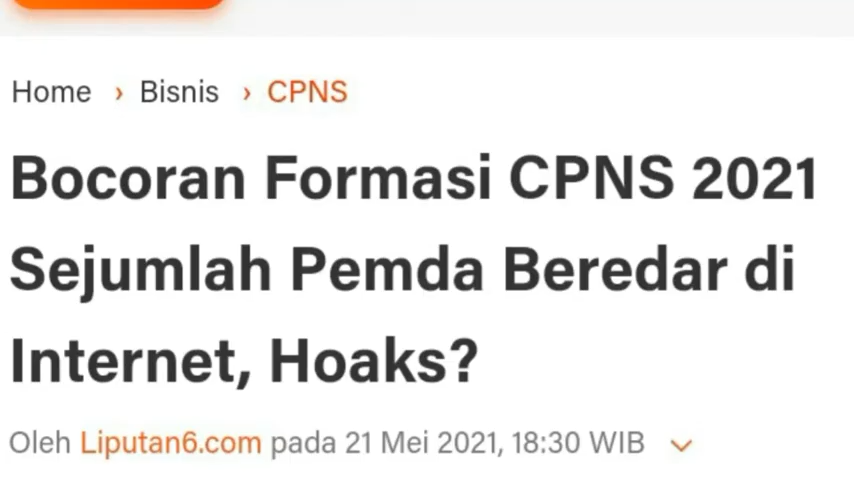 Home › Bisnis › CPNS
Bocoran Formasi CPNS 2021
Sejumlah Pemda Beredar di
Internet, Hoaks?
Oleh Liputan6.com pada 21 Mei 2021, 18:30 WIB